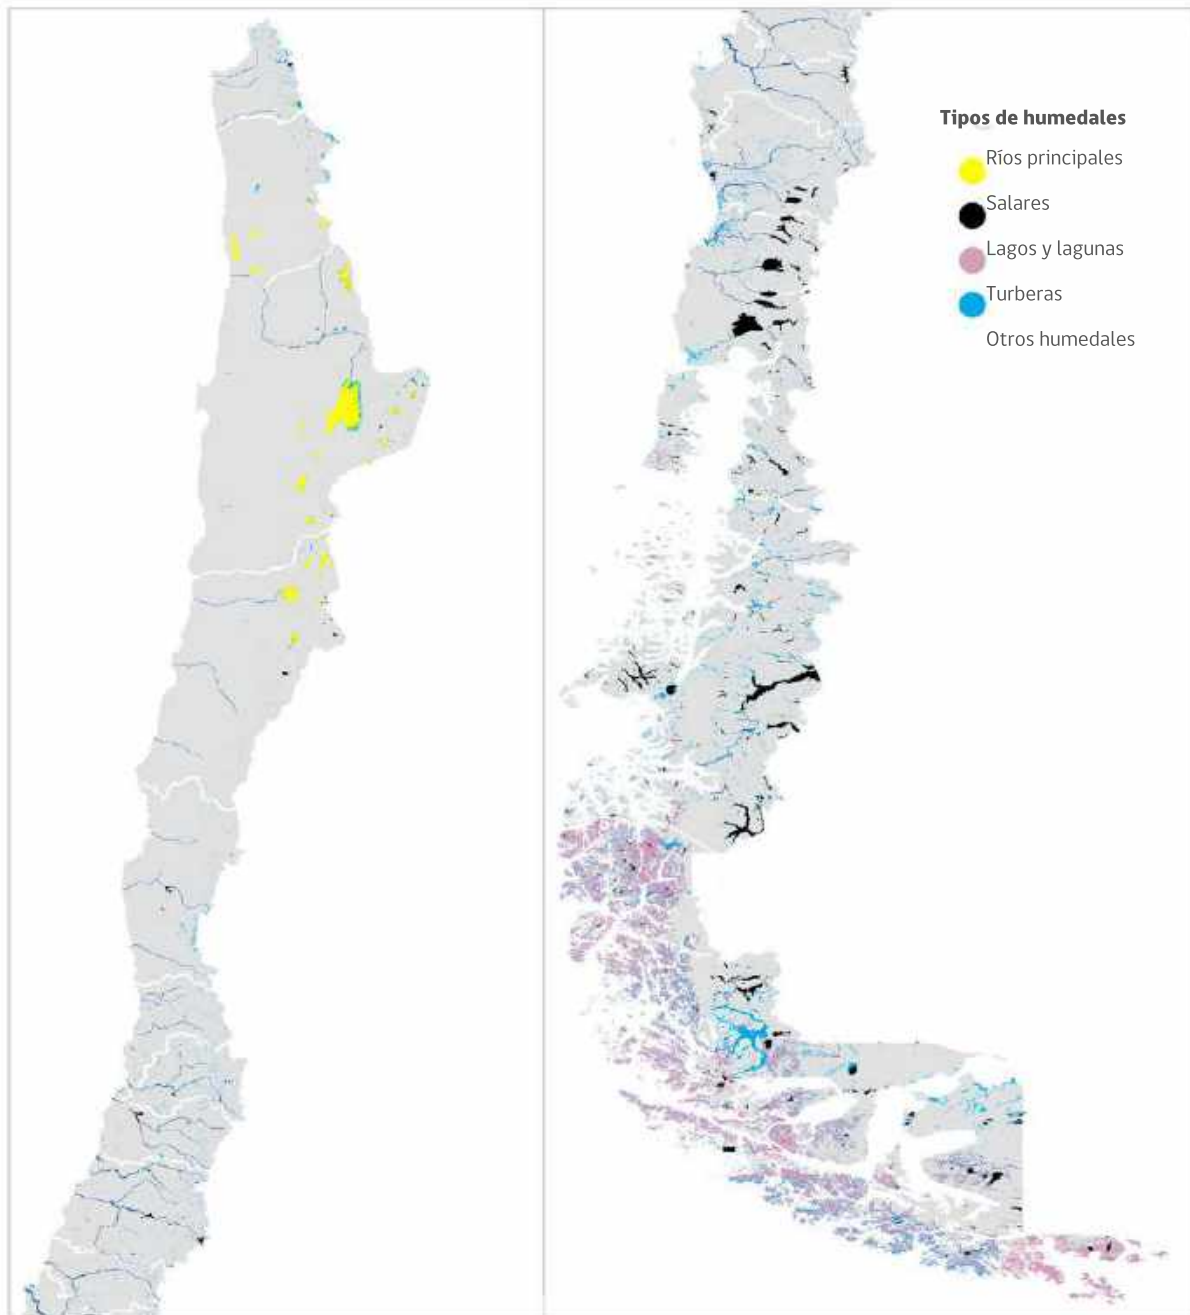 Tipos de humedales
Ríos principales
Salares
Lagos y lagunas
Turberas
Otros humedales